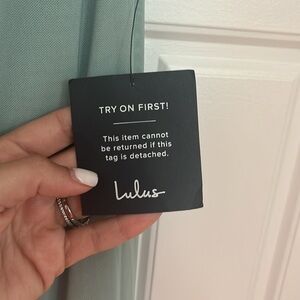 TRY ON FIRST!
This item cannot
be returned if this
tag is detached.
Lulus